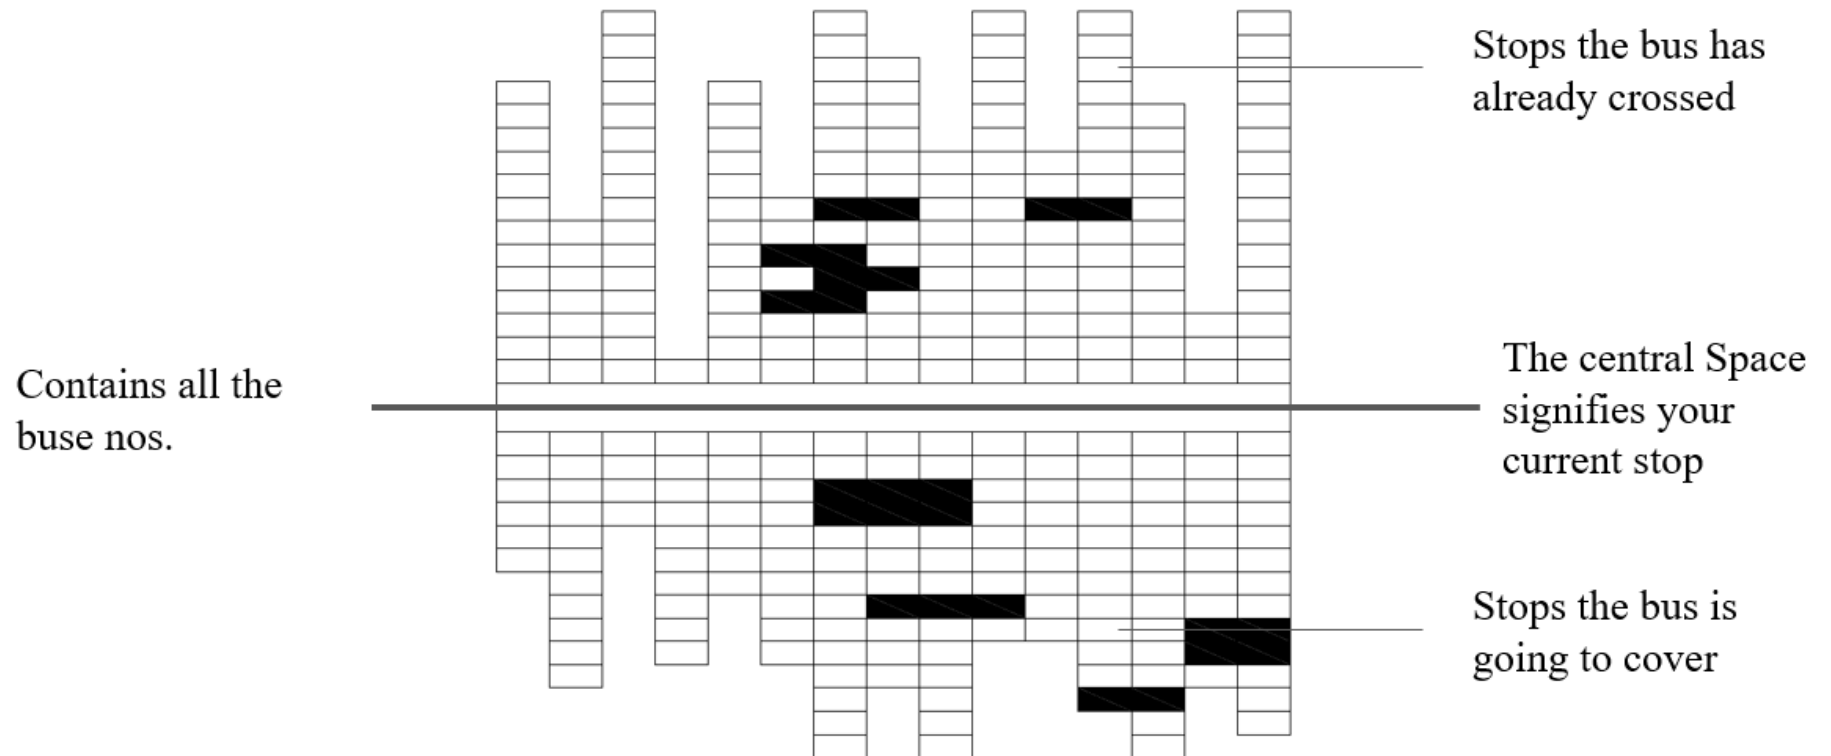 Stops the bus has
already crossed
Contains all the
buse nos.
The central Space
signifies your
current stop
Stops the bus is
going to cover